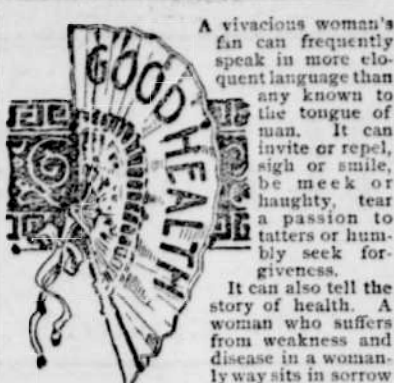 GOOD HEALTH
A vivacious woman's
fan can frequently
speak in more elo-
quent language than
any known to
the tongue of
man. It can
invite or repel,
sigh or smile,
be meek or
haughty, tear
a passion to
tatters or hum-
bly seek for-
giveness.
It can also tell the
story of health. A
woman who suffers
from weakness and
disease in a woman-
ly way sits in sorrow